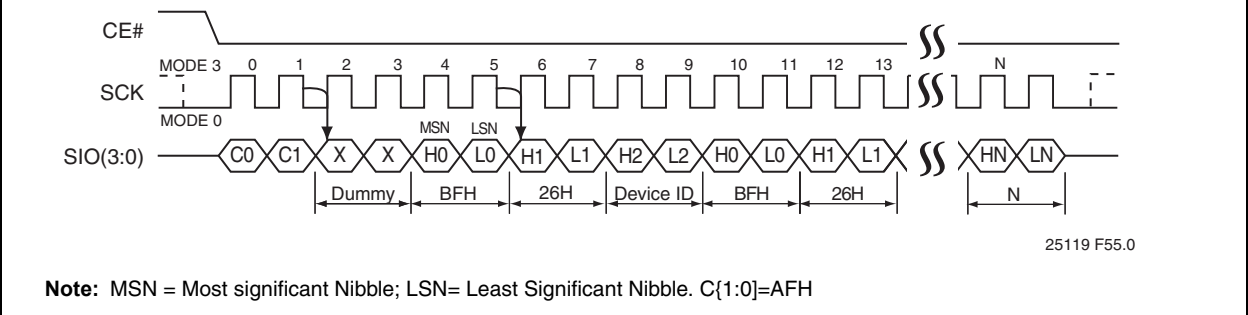 CE#
MODE 3 0 1 2 3 4 5 6 7 8 9 10 11 12 13 N
SCK
MODE 0
MSN LSN
SIO(3:0) C0 C1 X X H0 L0 H1 L1 H2 L2 H0 L0 H1 L1 HN LN
Dummy BFH 26H Device ID BFH 26H N
25119 F55.0
Note: MSN = Most significant Nibble; LSN= Least Significant Nibble. C{1:0]=AFH